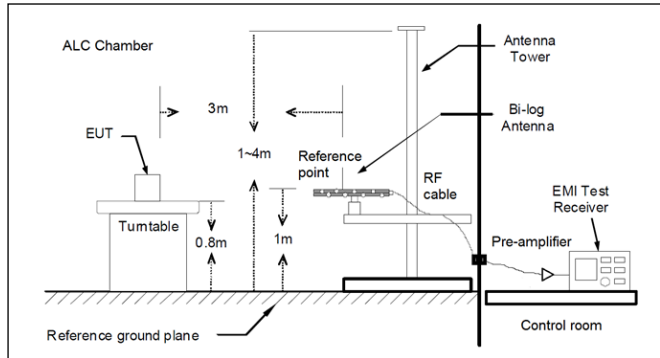 ALC Chamber
Antenna
Tower
3m
Bi-log
Antenna
EUT
1~4m
Reference
point
RF
cable
EMI Test
Receiver
Turntable
0.8m
1m
Pre-amplifier
Reference ground plane
Control room